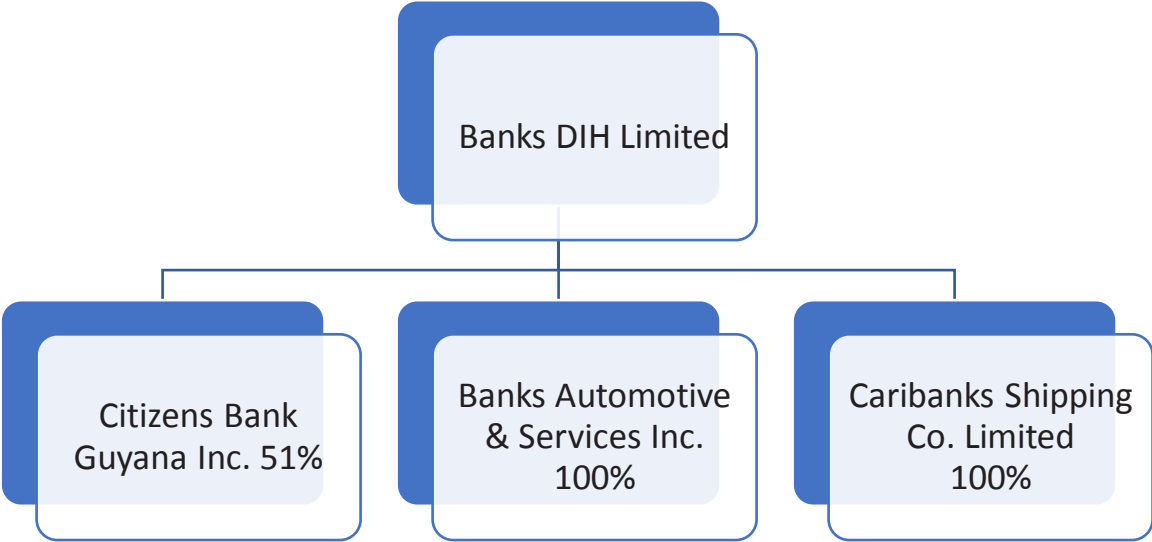 Banks DIH Limited
Citizens Bank
Guyana Inc. 51%
Banks Automotive
& Services Inc.
100%
Caribanks Shipping
Co. Limited
100%